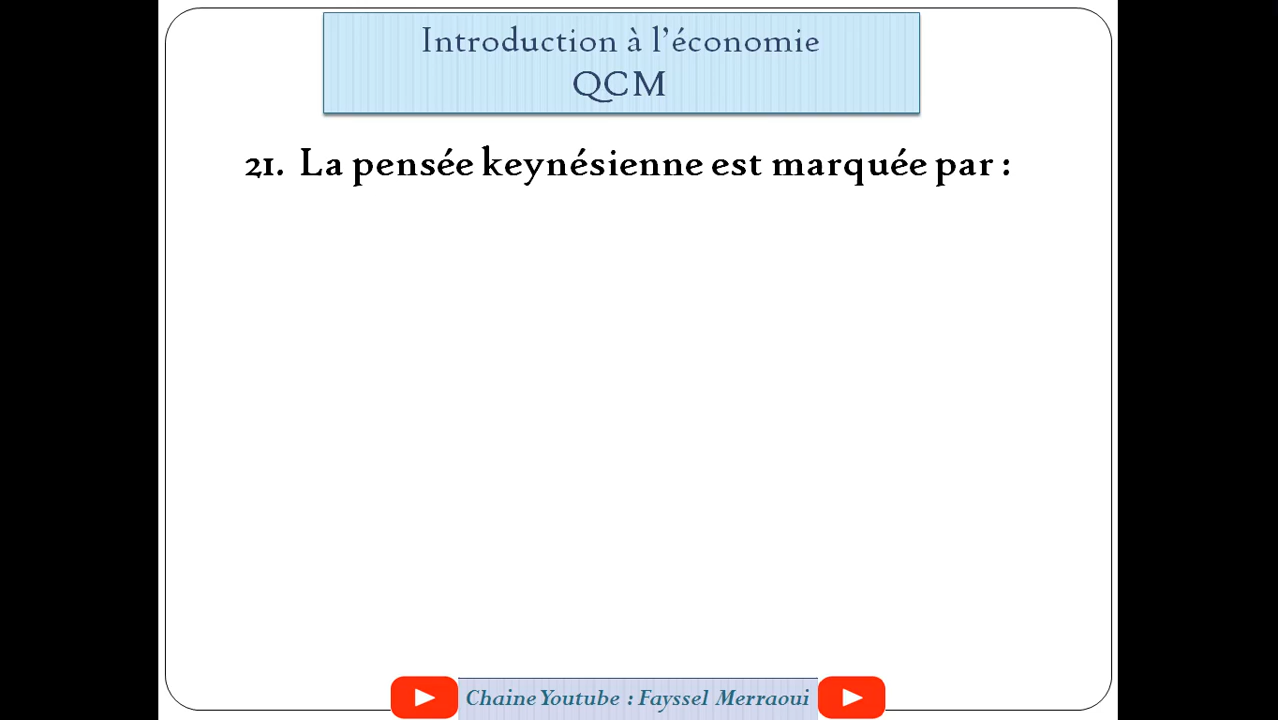 Introduction à l'économie
QCM
21. La pensée keynésienne est marquée par :
Chaine Youtube : Fayssel Merraoui